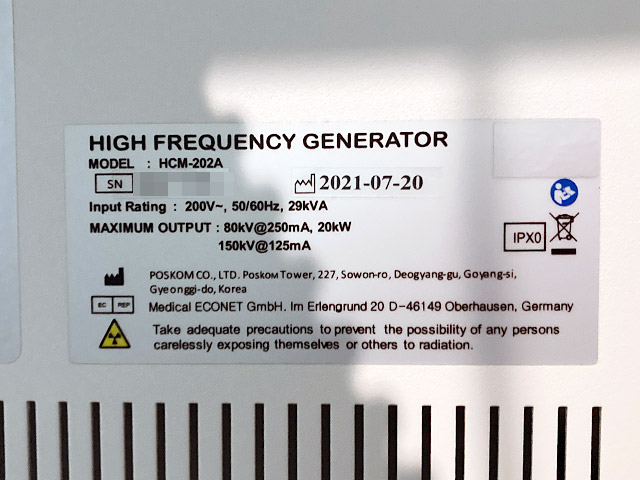 HIGH FREQUENCY GENERATOR
MODEL : HCM-202A
SN
2021-07-20
Input Rating : 200V~, 50/60Hz, 29kVA
MAXIMUM OUTPUT : 80kV@250mA, 20kW
150kV@125mA
IPX0
POSKOM CO., LTD. POSKOM Tower, 227, Sowon-ro, Deogyang-gu, Goyang-si,
Gyeonggi-do, Korea
EC REP
Medical ECONET GmbH. Im Erlengrund 20 D-46149 Oberhausen, Germany
Take adequate precautions to prevent the possibility of any persons
carelessly exposing themselves or others to radiation.